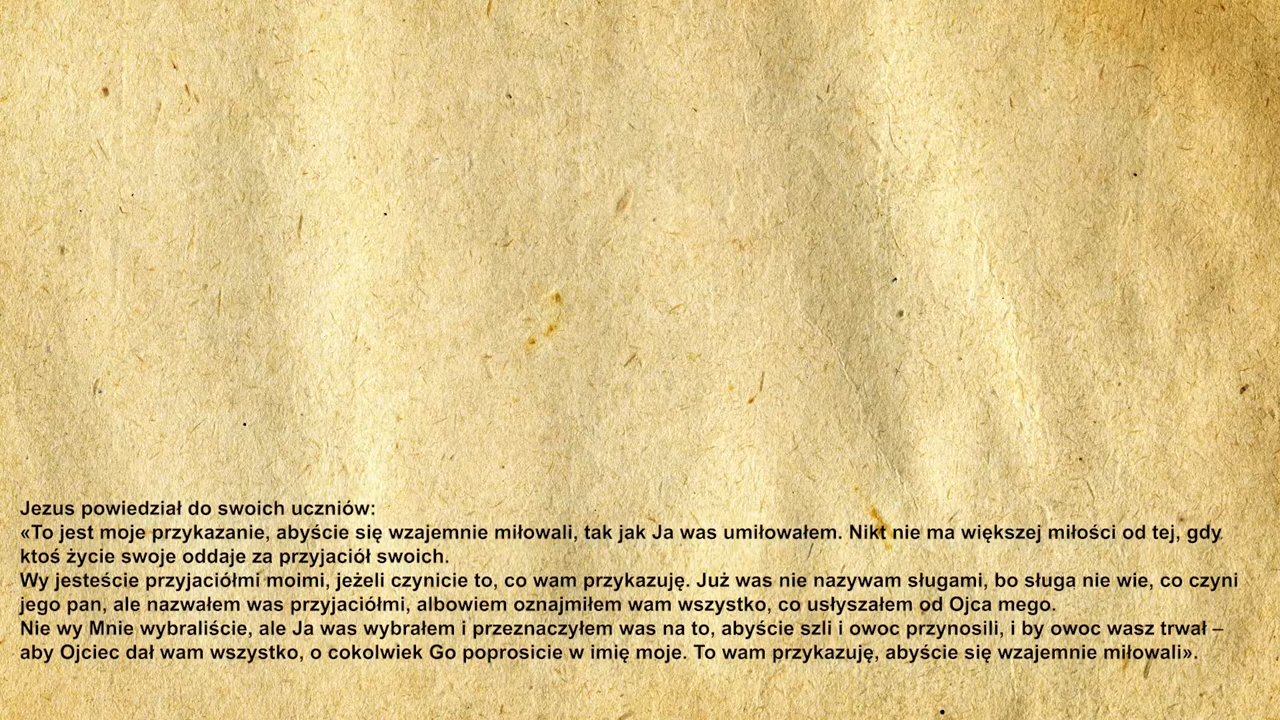 Jezus powiedział do swoich uczniów:
«To jest moje przykazanie, abyście się wzajemnie miłowali, tak jak Ja was umiłowałem. Nikt nie ma większej miłości od tej, gdy
ktoś życie swoje oddaje za przyjaciół swoich.
Wy jesteście przyjaciółmi moimi, jeżeli czynicie to, co wam przykazuję. Już was nie nazywam sługami, bo sługa nie wie, co czyni
jego pan, ale nazwałem was przyjaciółmi, albowiem oznajmiłem wam wszystko, co usłyszałem od Ojca mego.
Nie wy Mnie wybraliście, ale Ja was wybrałem i przeznaczyłem was na to, abyście szli i owoc przynosili, i by owoc wasz trwał –
aby Ojciec dał wam wszystko, o cokolwiek Go poprosicie w imię moje. To wam przykazuję, abyście się wzajemnie miłowali».